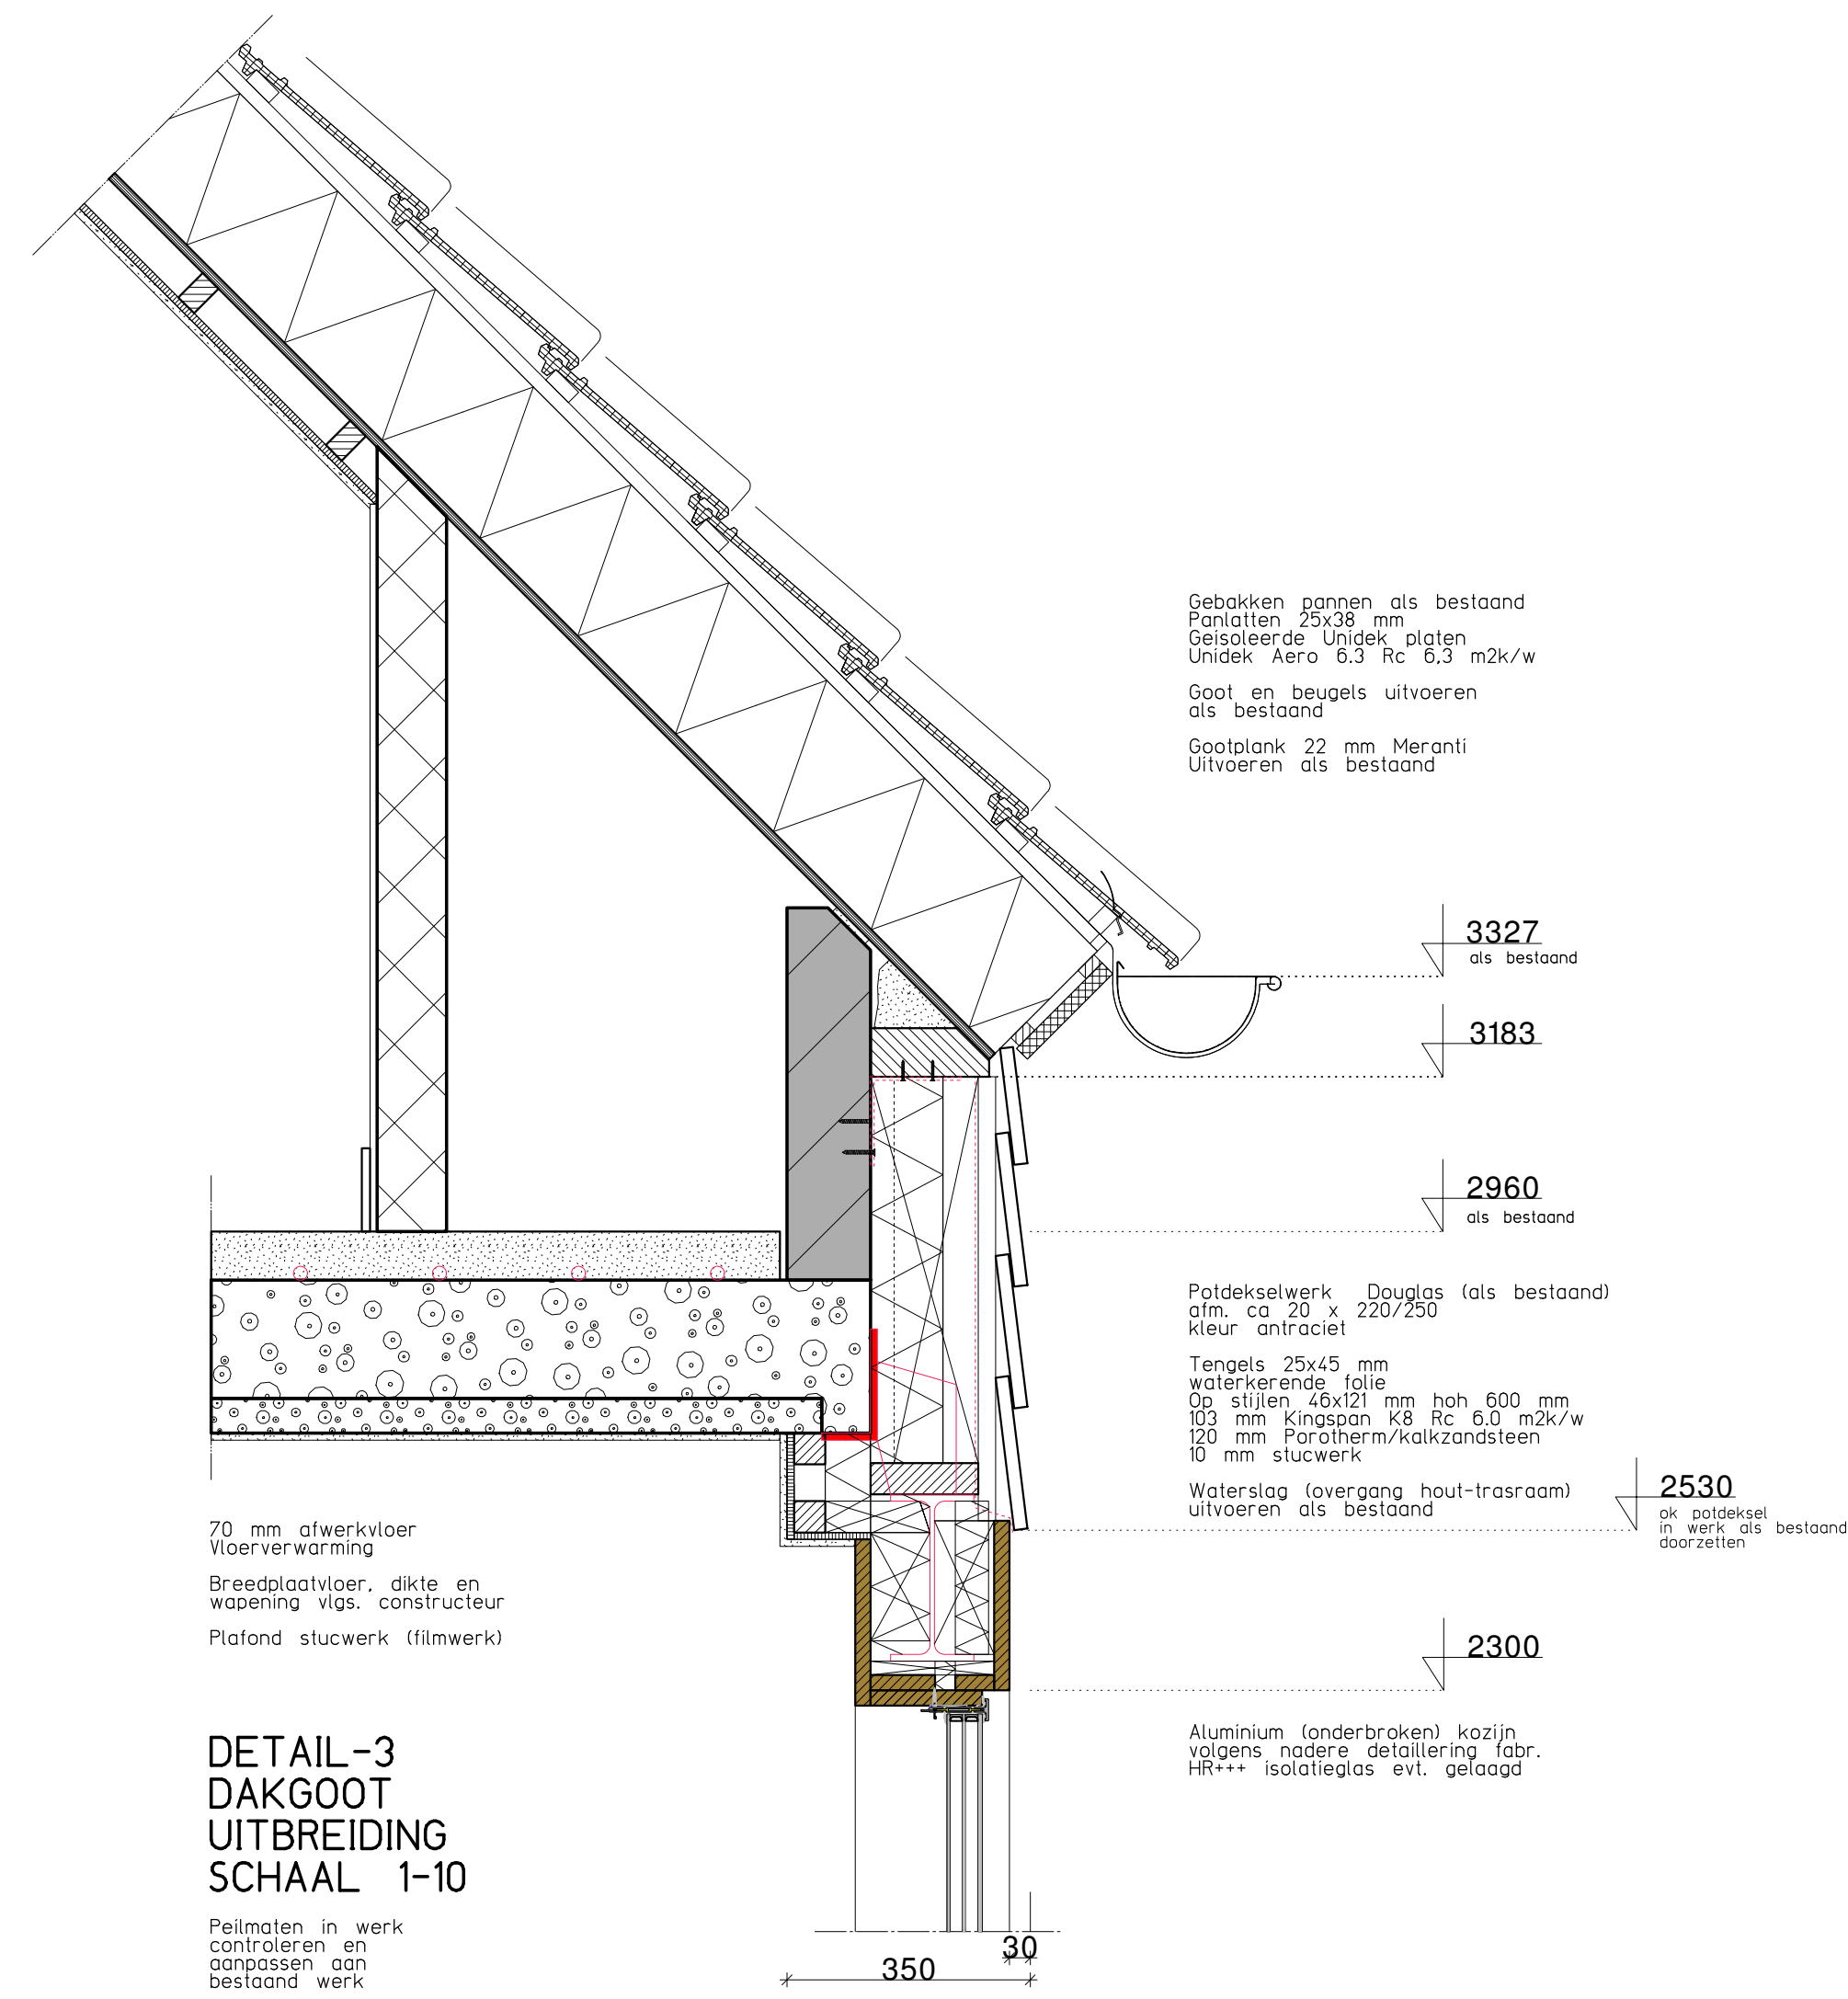 Gebakken pannen als bestaand
Panlatten 25x38 mm
Geisoleerde Unidek platen
Unidek Aero 6.3 Rc 6,3 m2k/w
Goot en beugels uitvoeren
als bestaand
Gootplank 22 mm Meranti
Uitvoeren als bestaand
3327
als bestaand
3183
2960
als bestaand
Potdekselwerk Douglas (als bestaand)
afm. ca 20 x 220/250
kleur antraciet
Tengels 25x45 mm
waterkerende folie
Op stijlen 46x121 mm hoh 600 mm
103 mm Kingspan K8 Rc 6.0 m2k/w
120 mm Porotherm/kalkzandsteen
10 mm stucwerk
Waterslag (overgang hout-trasraam)
uitvoeren als bestaand
2530
ok potdeksel
in werk als bestaand
doorzetten
70 mm afwerkvloer
Vloerverwarming
Breedplaatvloer, dikte en
wapening vlgs. constructeur
Plafond stucwerk (filmwerk)
2300
Aluminium (onderbroken) kozijn
volgens nadere detaillering fabr.
HR+++ isolatieglas evt. gelaagd
DETAIL-3
DAKGOOT
UITBREIDING
SCHAAL 1-10
Peilmaten in werk
controleren en
aanpassen aan
bestaand werk
30
350